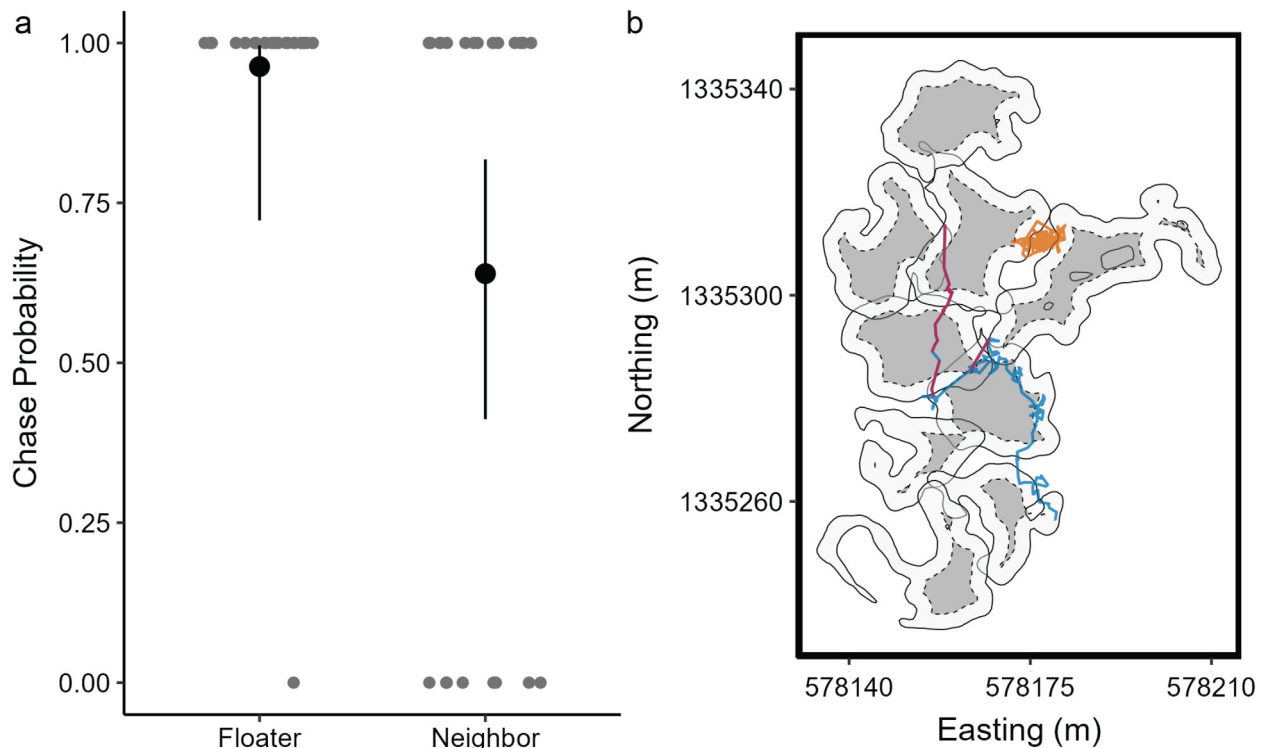 a
Chase Probability
1.00
0.75
0.50
0.25
0.00
Floater
Neighbor
b
Northing (m)
1335340
1335300
1335260
578140
578175
578210
Easting (m)